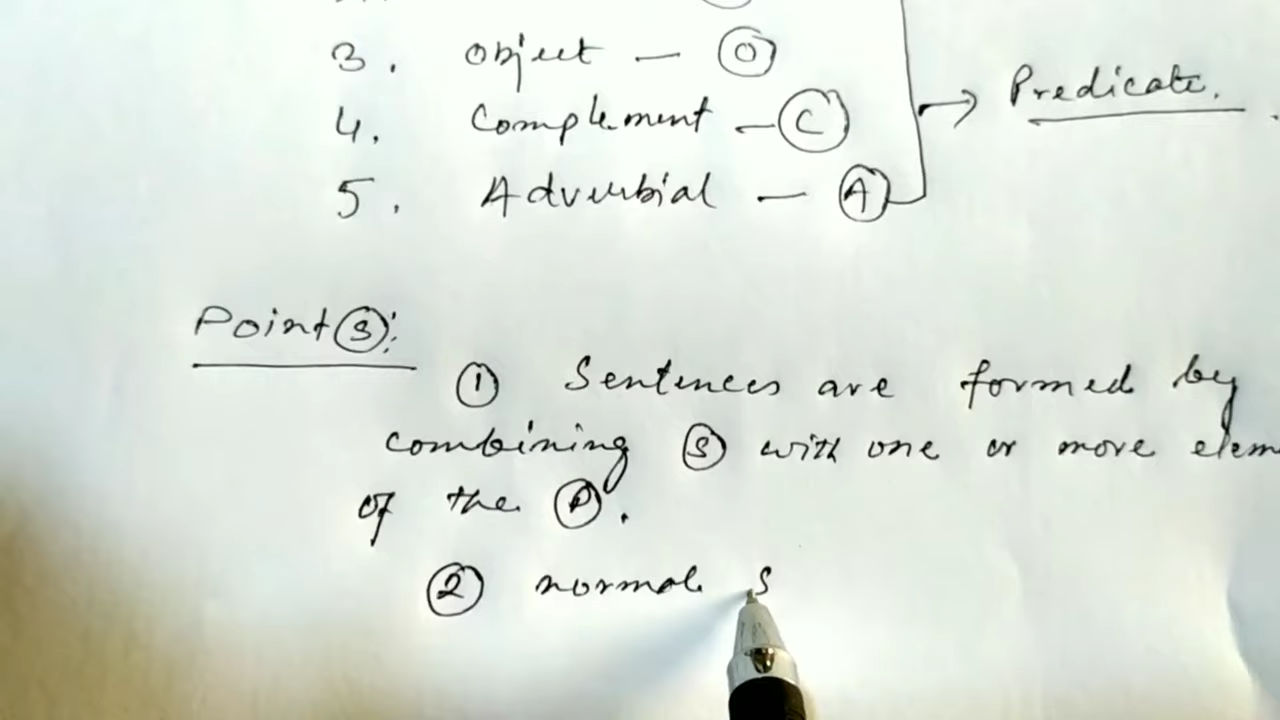 3. Object — O
4. Complement — C
5. Adverbial — A
→ Predicate.
Point S:
1 Sentences are formed by
combining S with one or more elem
of the P.
2 normal S